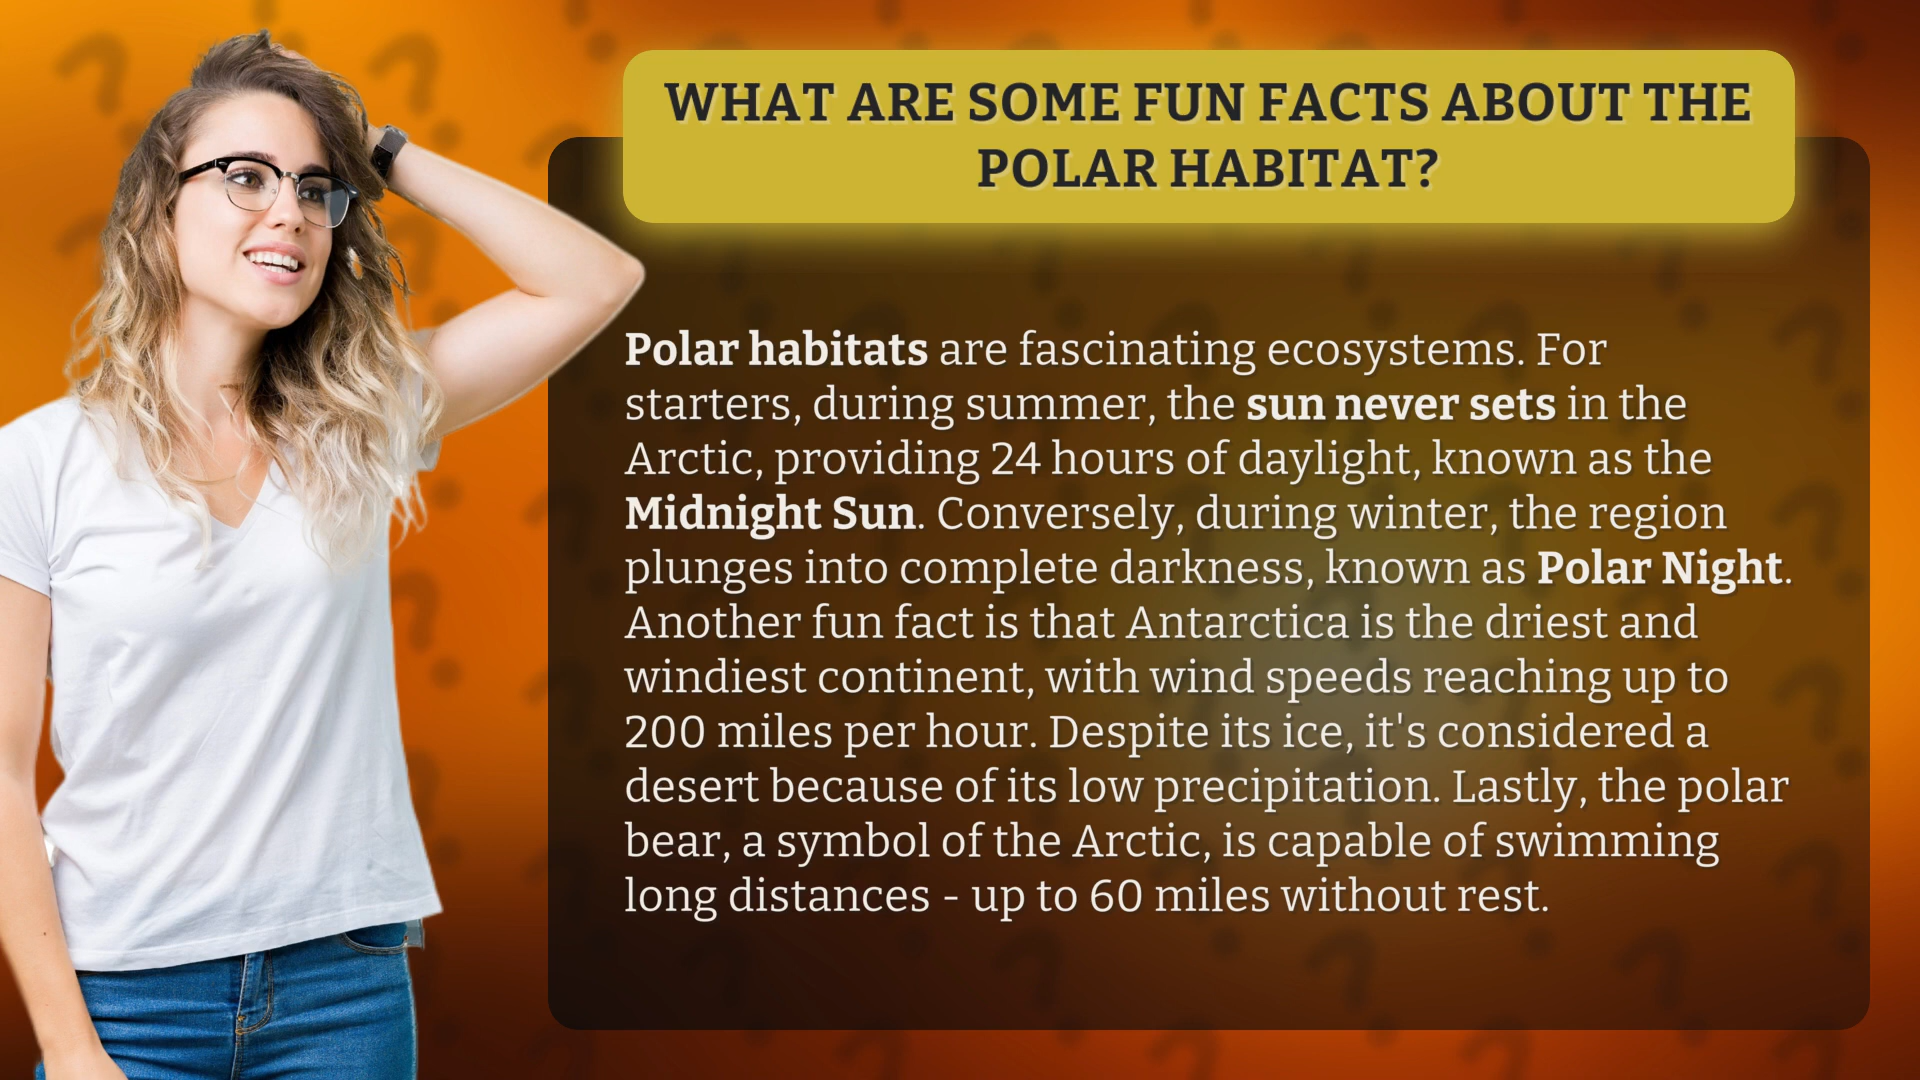 WHAT ARE SOME FUN FACTS ABOUT THE
POLAR HABITAT?
Polar habitats are fascinating ecosystems. For
starters, during summer, the sun never sets in the
Arctic, providing 24 hours of daylight, known as the
Midnight Sun. Conversely, during winter, the region
plunges into complete darkness, known as Polar Night.
Another fun fact is that Antarctica is the driest and
windiest continent, with wind speeds reaching up to
200 miles per hour. Despite its ice, it's considered a
desert because of its low precipitation. Lastly, the polar
bear, a symbol of the Arctic, is capable of swimming
long distances - up to 60 miles without rest.